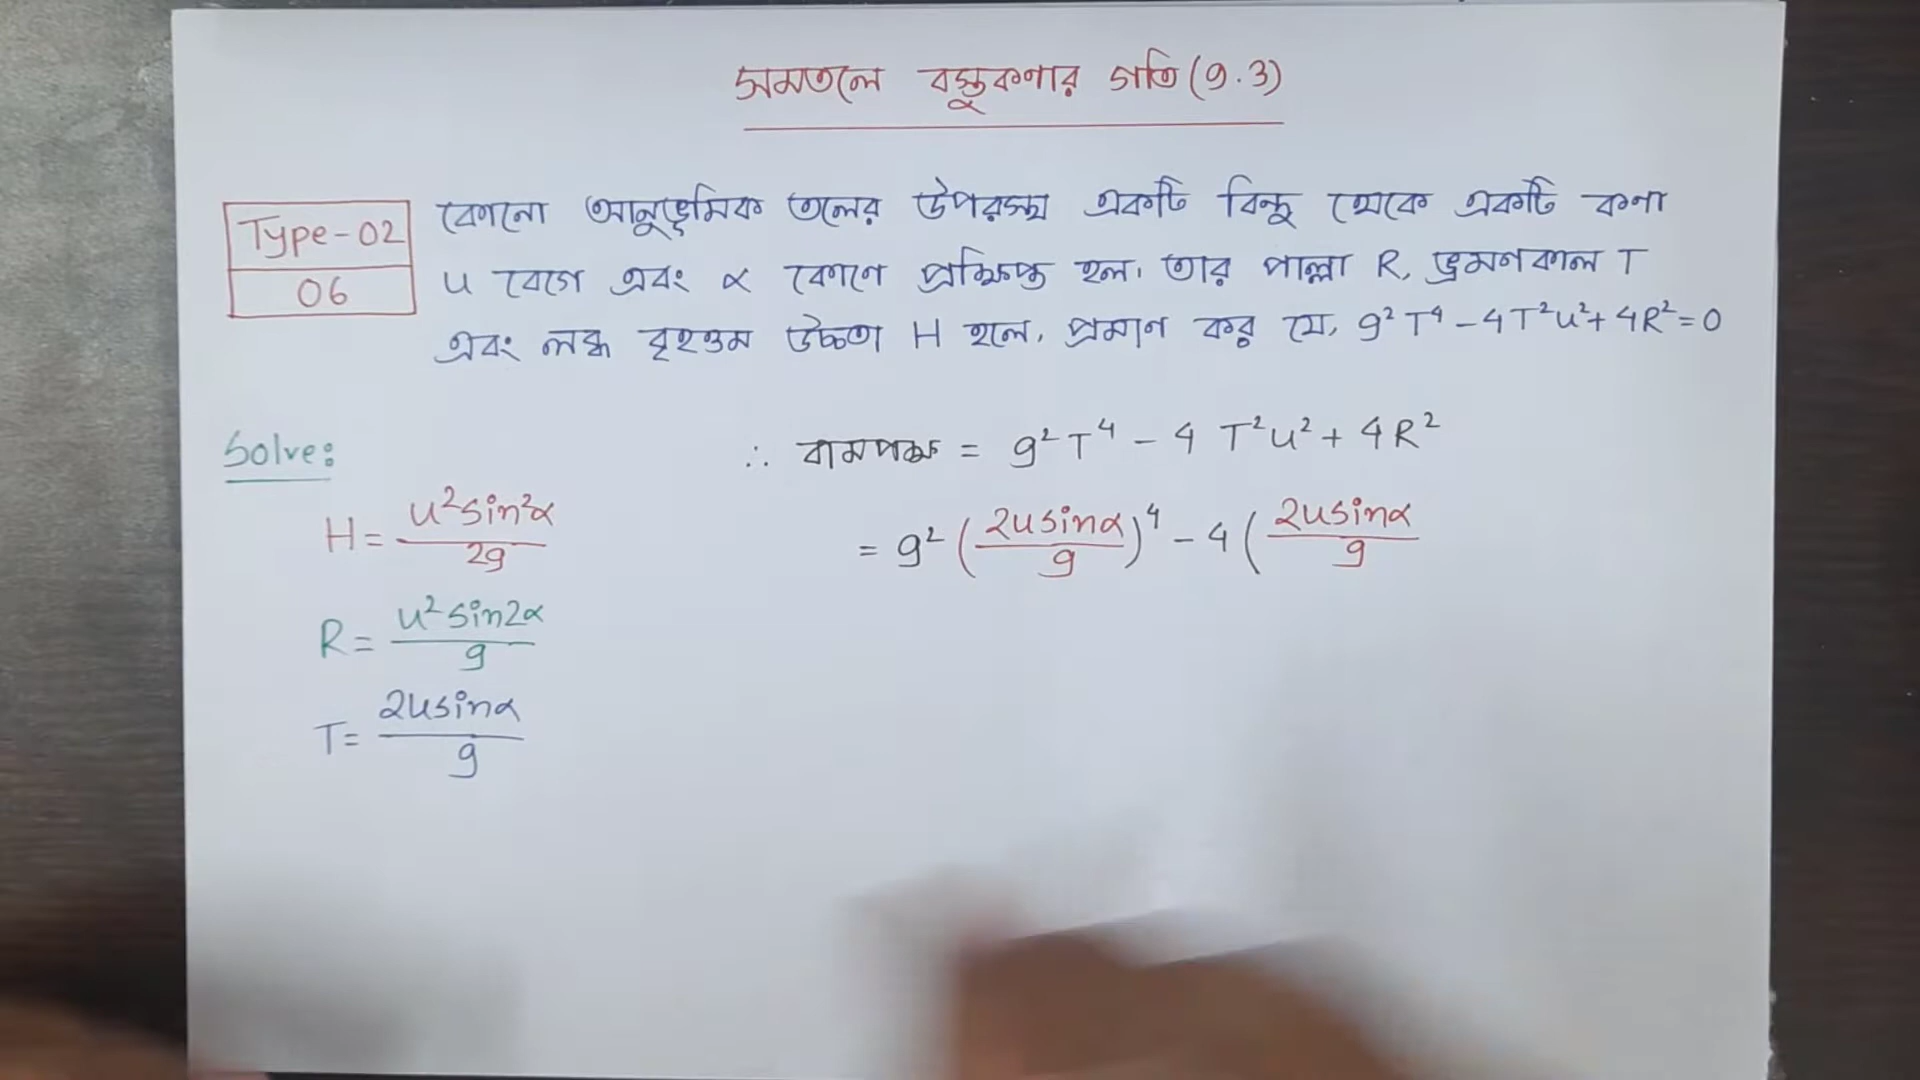 সমতলে বস্তুকণার গতি (9.3)
Type-02
06
কোনো আনুভূমিক তলের উপরস্থ একটি বিন্দু থেকে একটি কণা
u বেগে এবং α কোণে প্রক্ষিপ্ত হল। তার পাল্লা R, ভ্রমণকাল T
এবং লব্ধ বৃহত্তম উচ্চতা H হলে, প্রমাণ কর যে, g²T⁴ - 4T²u² + 4R² = 0
Solve:
H = u²sin²α / 2g
R = u²sin2α / g
T = 2usinα / g
∴ বামপক্ষ = g²T⁴ - 4 T²u² + 4R²
= g² (2usinα / g)⁴ - 4 (2usinα / g